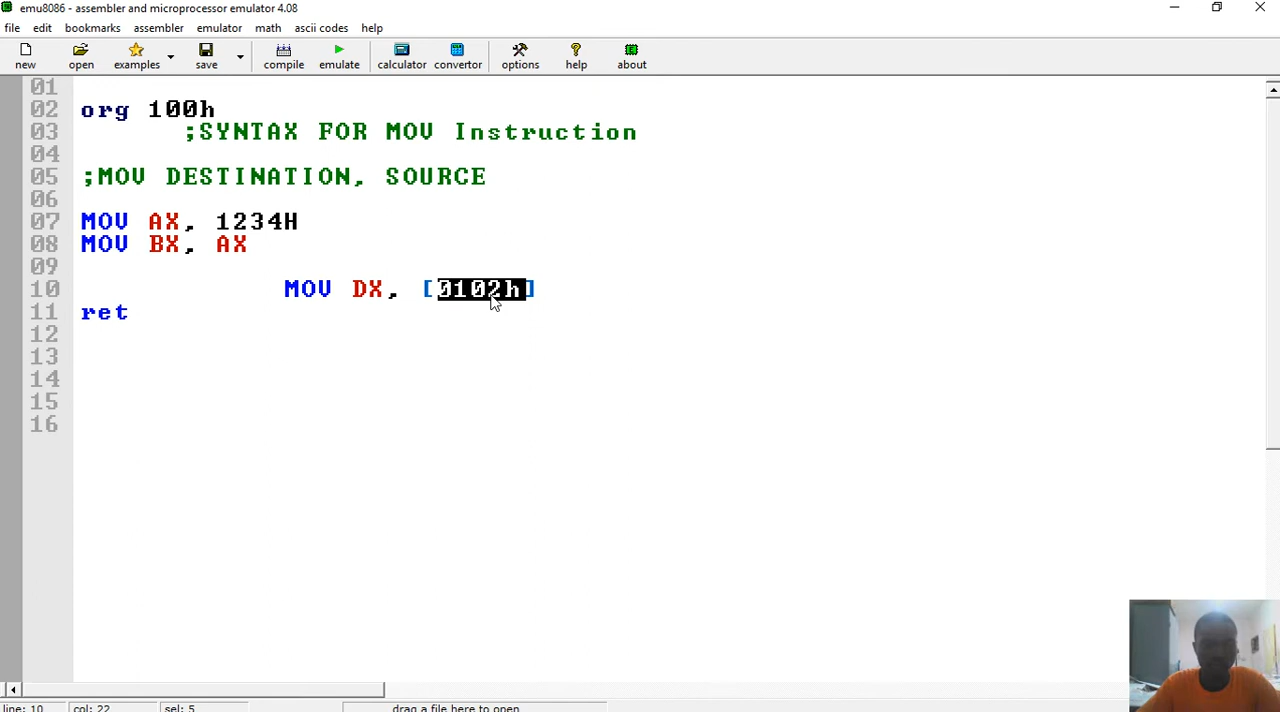 emu8086 - assembler and microprocessor emulator 4.08
file edit bookmarks assembler emulator math ascii codes help
new open examples save compile emulate calculator convertor options help about
01
02 org 100h
03 ;SYNTAX FOR MOV Instruction
04
05 ;MOV DESTINATION, SOURCE
06
07 MOV AX, 1234H
08 MOV BX, AX
09
10 MOV DX, [0102h]
11 ret
12
13
14
15
16
line: 10 col: 22 sel: 5 drag a file here to open